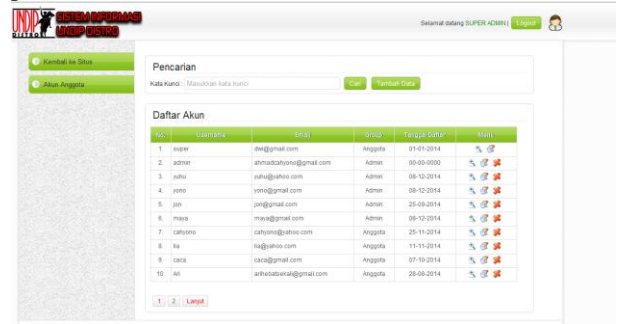 UNDIP
DISTRO
SISTEM INFORMASI
UNDIP DISTRO
Selamat datang SUPER ADMIN | Logout
Kembali ke Situs
Akun Anggota
Pencarian
Kata Kunci : Masukkan kata kunci Cari Tambah Data
Daftar Akun
No. Username Email Group Tanggal Daftar Menu
1. super dwi@gmail.com Anggota 01-01-2014
2. admin ahmadcahyono@gmail.com Admin 00-00-0000
3. yuhu yuhu@yahoo.com Admin 08-12-2014
4. yono yono@gmail.com Admin 08-12-2014
5. jon jon@gmail.com Admin 25-09-2014
6. maya maya@gmail.com Admin 09-12-2014
7. cahyono cahyono@yahoo.com Anggota 25-11-2014
8. lia lia@yahoo.com Anggota 11-11-2014
9. caca caca@gmail.com Anggota 07-10-2014
10. Ari arihebatsekali@gmail.com Anggota 28-08-2014
1 2 Lanjut